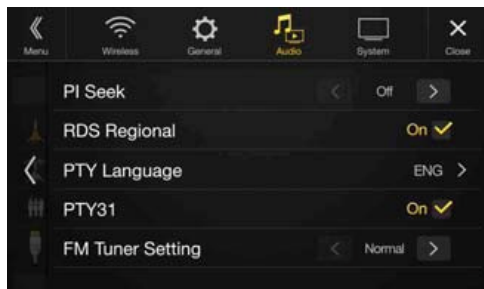 Menu Wireless General Audio System Close
PI Seek Off
RDS Regional On
PTY Language ENG
PTY31 On
FM Tuner Setting Normal